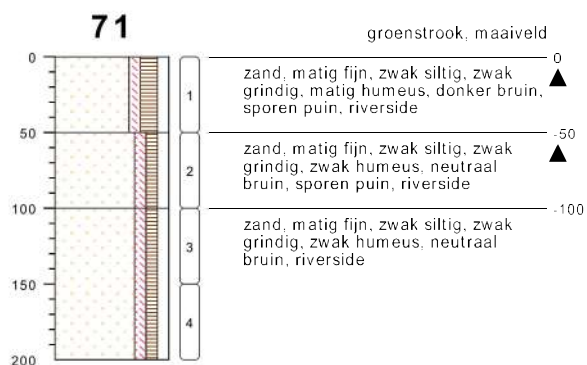 71
groenstrook, maaiveld
0
0
zand, matig fijn, zwak siltig, zwak
grindig, matig humeus, donker bruin,
sporen puin, riverside
1
50
-50
zand, matig fijn, zwak siltig, zwak
grindig, zwak humeus, neutraal
bruin, sporen puin, riverside
2
100
-100
zand, matig fijn, zwak siltig, zwak
grindig, zwak humeus, neutraal
bruin, riverside
3
150
4
200